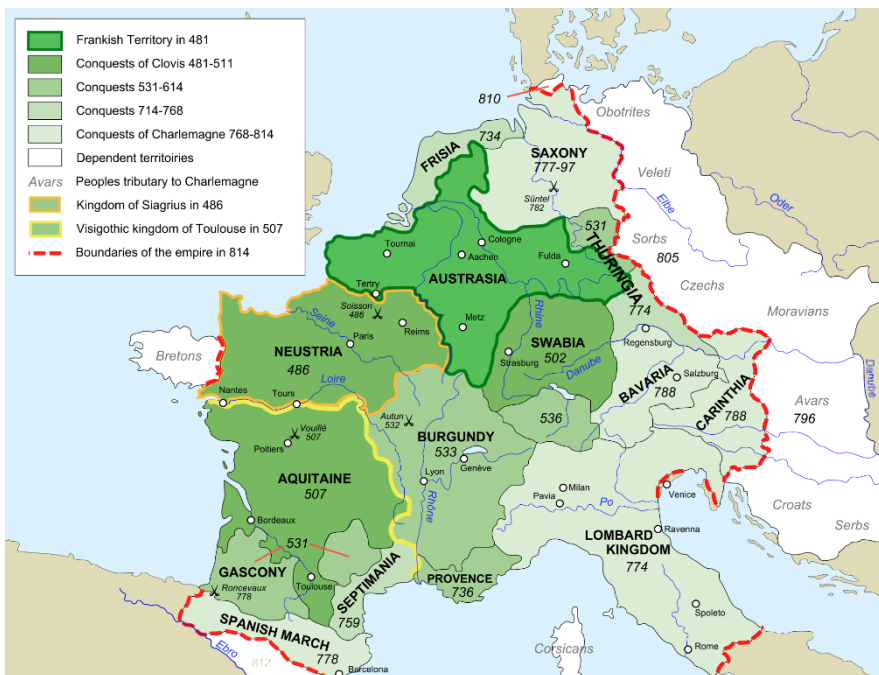 Frankish Territory in 481
Conquests of Clovis 481-511
Conquests 531-614
Conquests 714-768
Conquests of Charlemagne 768-814
Dependent territoiries
Avars Peoples tributary to Charlemagne
Kingdom of Siagrius in 486
Visigothic kingdom of Toulouse in 507
Boundaries of the empire in 814
810
Obotrites
734
FRISIA
SAXONY
777-97
Süntel
782
Veleti
Elbe
Oder
531
THURINGIA
774
Sorbs
805
Czechs
Moravians
Tournai
Cologne
Aachen
Fulda
AUSTRASIA
Tertry
Soisson
486
Reims
Metz
Seine
Paris
NEUSTRIA
486
Bretons
Rhine
SWABIA
502
Strasburg
Danube
Regensburg
Salzburg
BAVARIA
788
CARINTHIA
788
Danube
Avars
796
Loire
Nantes
Tours
Autun
532
Vouillé
507
Poitiers
BURGUNDY
533
536
Lyon
Genève
Rhône
AQUITAINE
507
Milan
Pavia
Po
Venice
Croats
Serbs
Bordeaux
531
LOMBARD
KINGDOM
774
Ravenna
GASCONY
Toulouse
SEPTIMANIA
759
PROVENCE
736
Roncevaux
778
SPANISH MARCH
778
Ebro
812
Barcelona
Corsicans
Spoleto
Rome